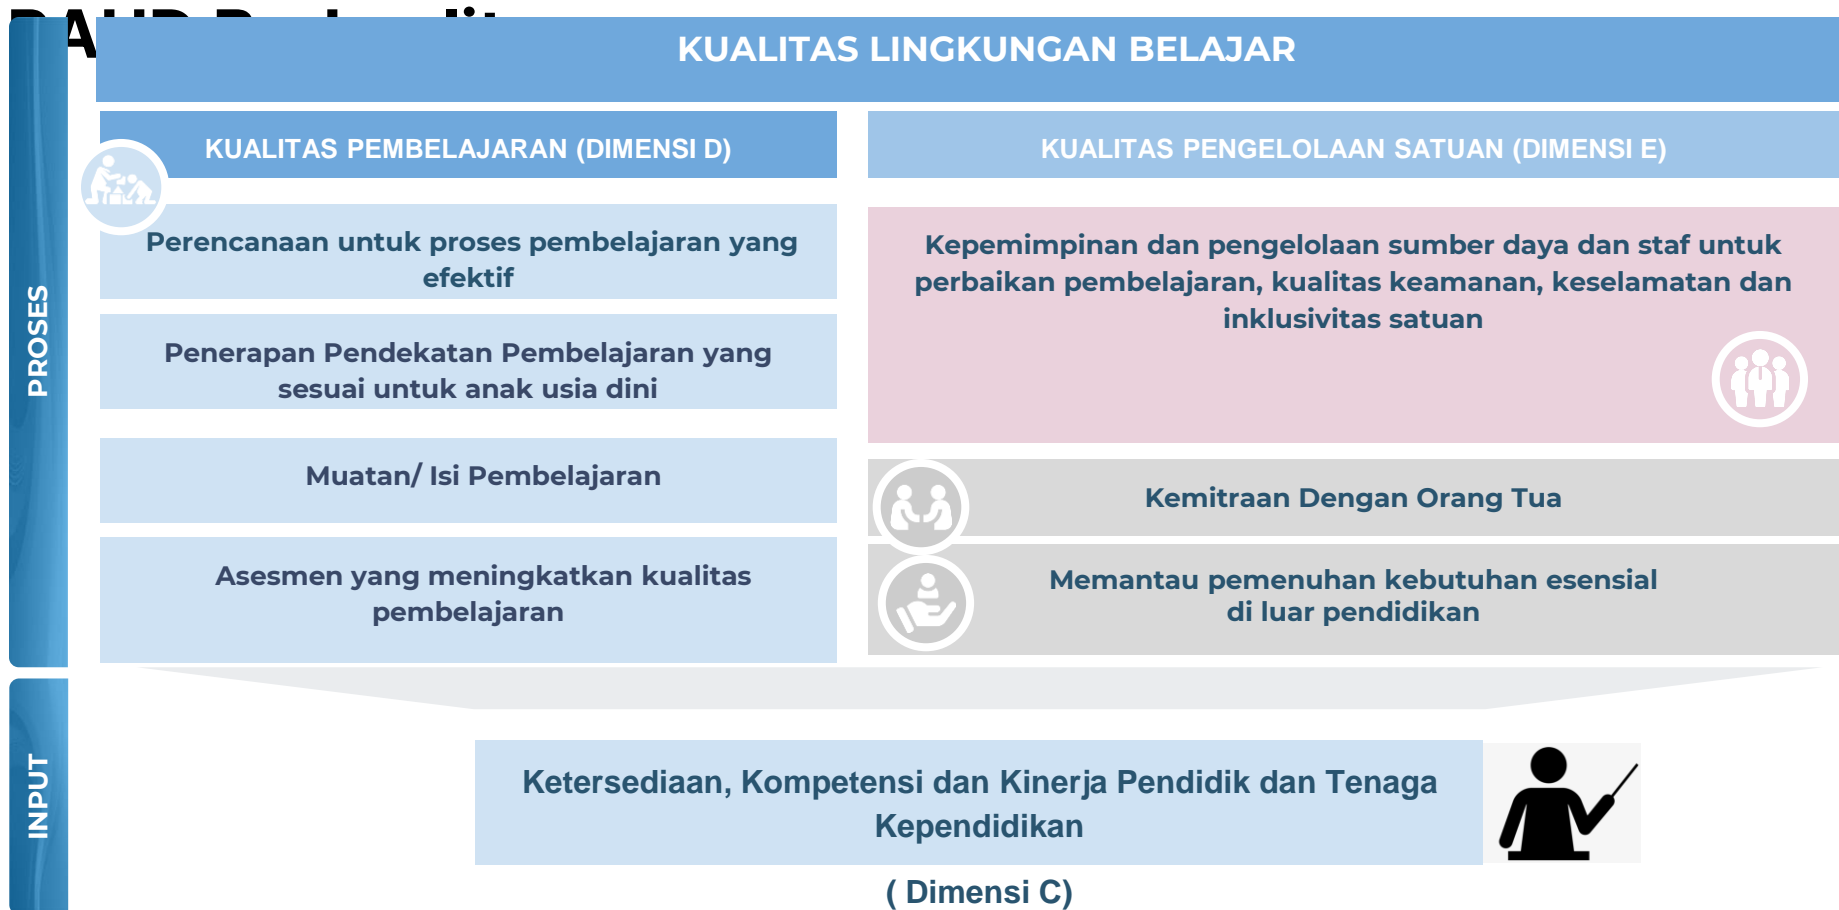 KUALITAS LINGKUNGAN BELAJAR
PROSES
KUALITAS PEMBELAJARAN (DIMENSI D)
Perencanaan untuk proses pembelajaran yang
efektif
Penerapan Pendekatan Pembelajaran yang
sesuai untuk anak usia dini
Muatan/ Isi Pembelajaran
Asesmen yang meningkatkan kualitas
pembelajaran
KUALITAS PENGELOLAAN SATUAN (DIMENSI E)
Kepemimpinan dan pengelolaan sumber daya dan staf untuk
perbaikan pembelajaran, kualitas keamanan, keselamatan dan
inklusivitas satuan
Kemitraan Dengan Orang Tua
Memantau pemenuhan kebutuhan esensial
di luar pendidikan
INPUT
Ketersediaan, Kompetensi dan Kinerja Pendidik dan Tenaga
Kependidikan
( Dimensi C)